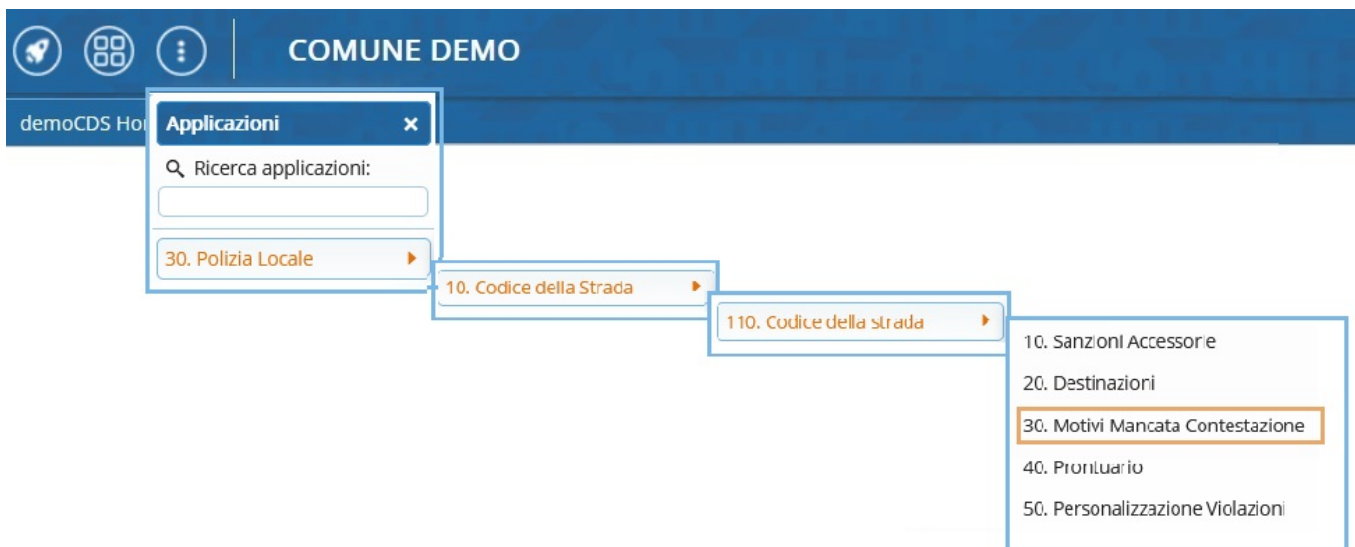 COMUNE DEMO
demoCDS Hor
Applicazioni ×
Ricerca applicazioni:
30. Polizia Locale
10. Codice della Strada
110. Codice della strada
10. Sanzioni Accessorie
20. Destinazioni
30. Motivi Mancata Contestazione
40. Prontuario
50. Personalizzazione Violazioni